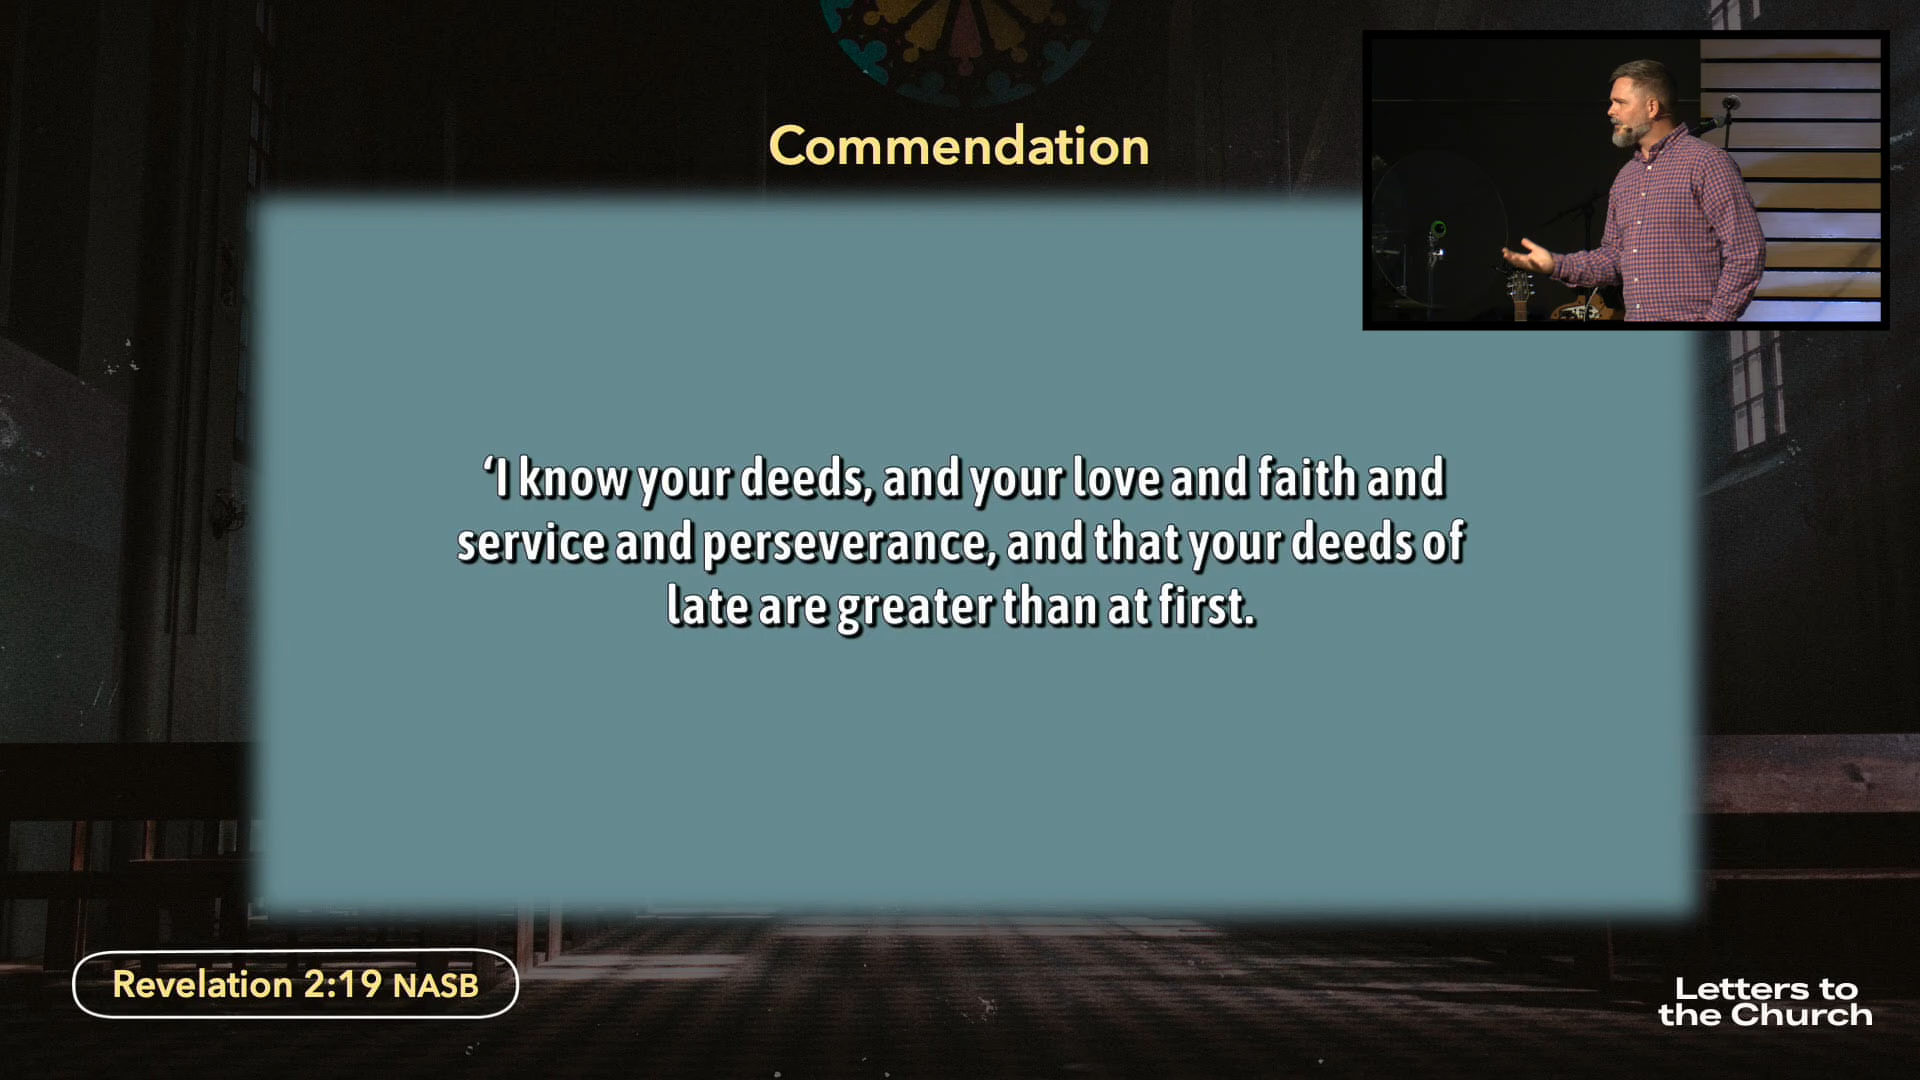 Commendation
‘I know your deeds, and your love and faith and
service and perseverance, and that your deeds of
late are greater than at first.
Revelation 2:19 NASB
Letters to
the Church